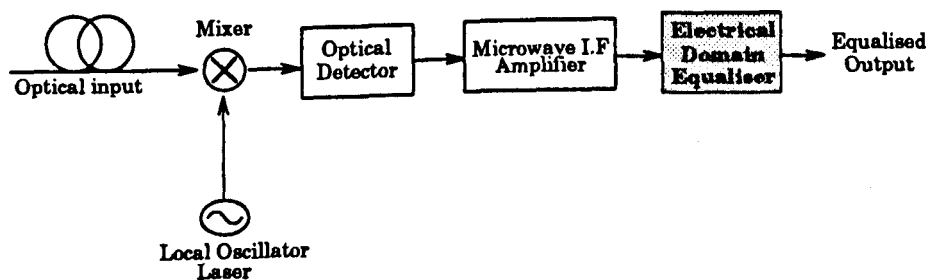 Mixer
Optical input
Optical
Detector
Microwave I.F
Amplifier
Electrical
Domain
Equaliser
Equalised
Output
Local Oscillator
Laser